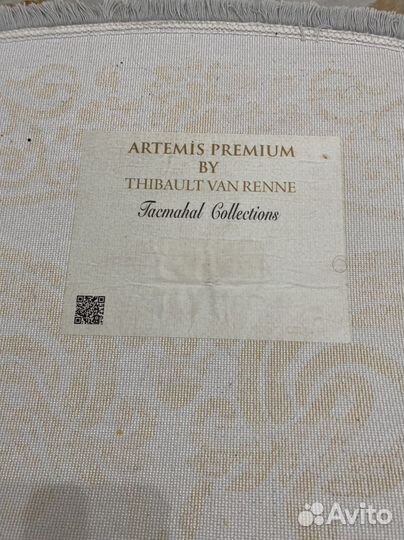 ARTEMİS PREMIUM
BY
THIBAULT VAN RENNE
Tacmahal Collections
Avito